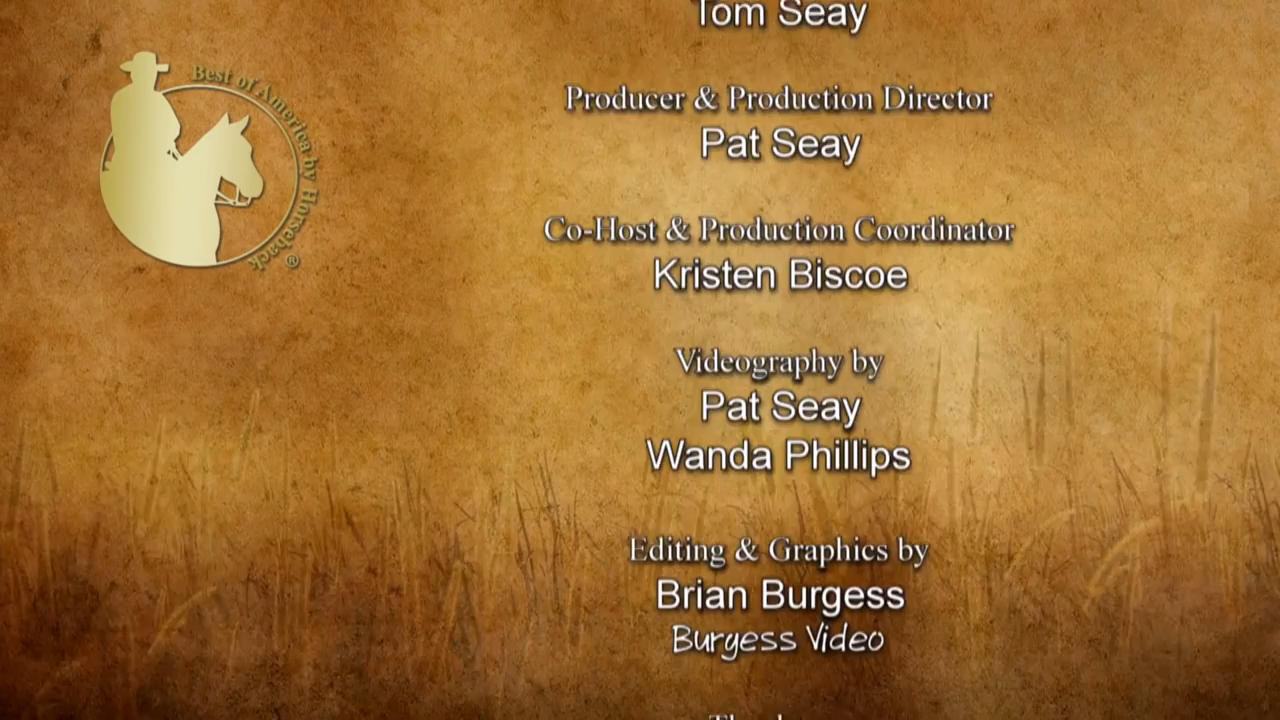 Tom Seay
Best of America by Horseback®
Producer & Production Director
Pat Seay
Co-Host & Production Coordinator
Kristen Biscoe
Videography by
Pat Seay
Wanda Phillips
Editing & Graphics by
Brian Burgess
Burgess Video